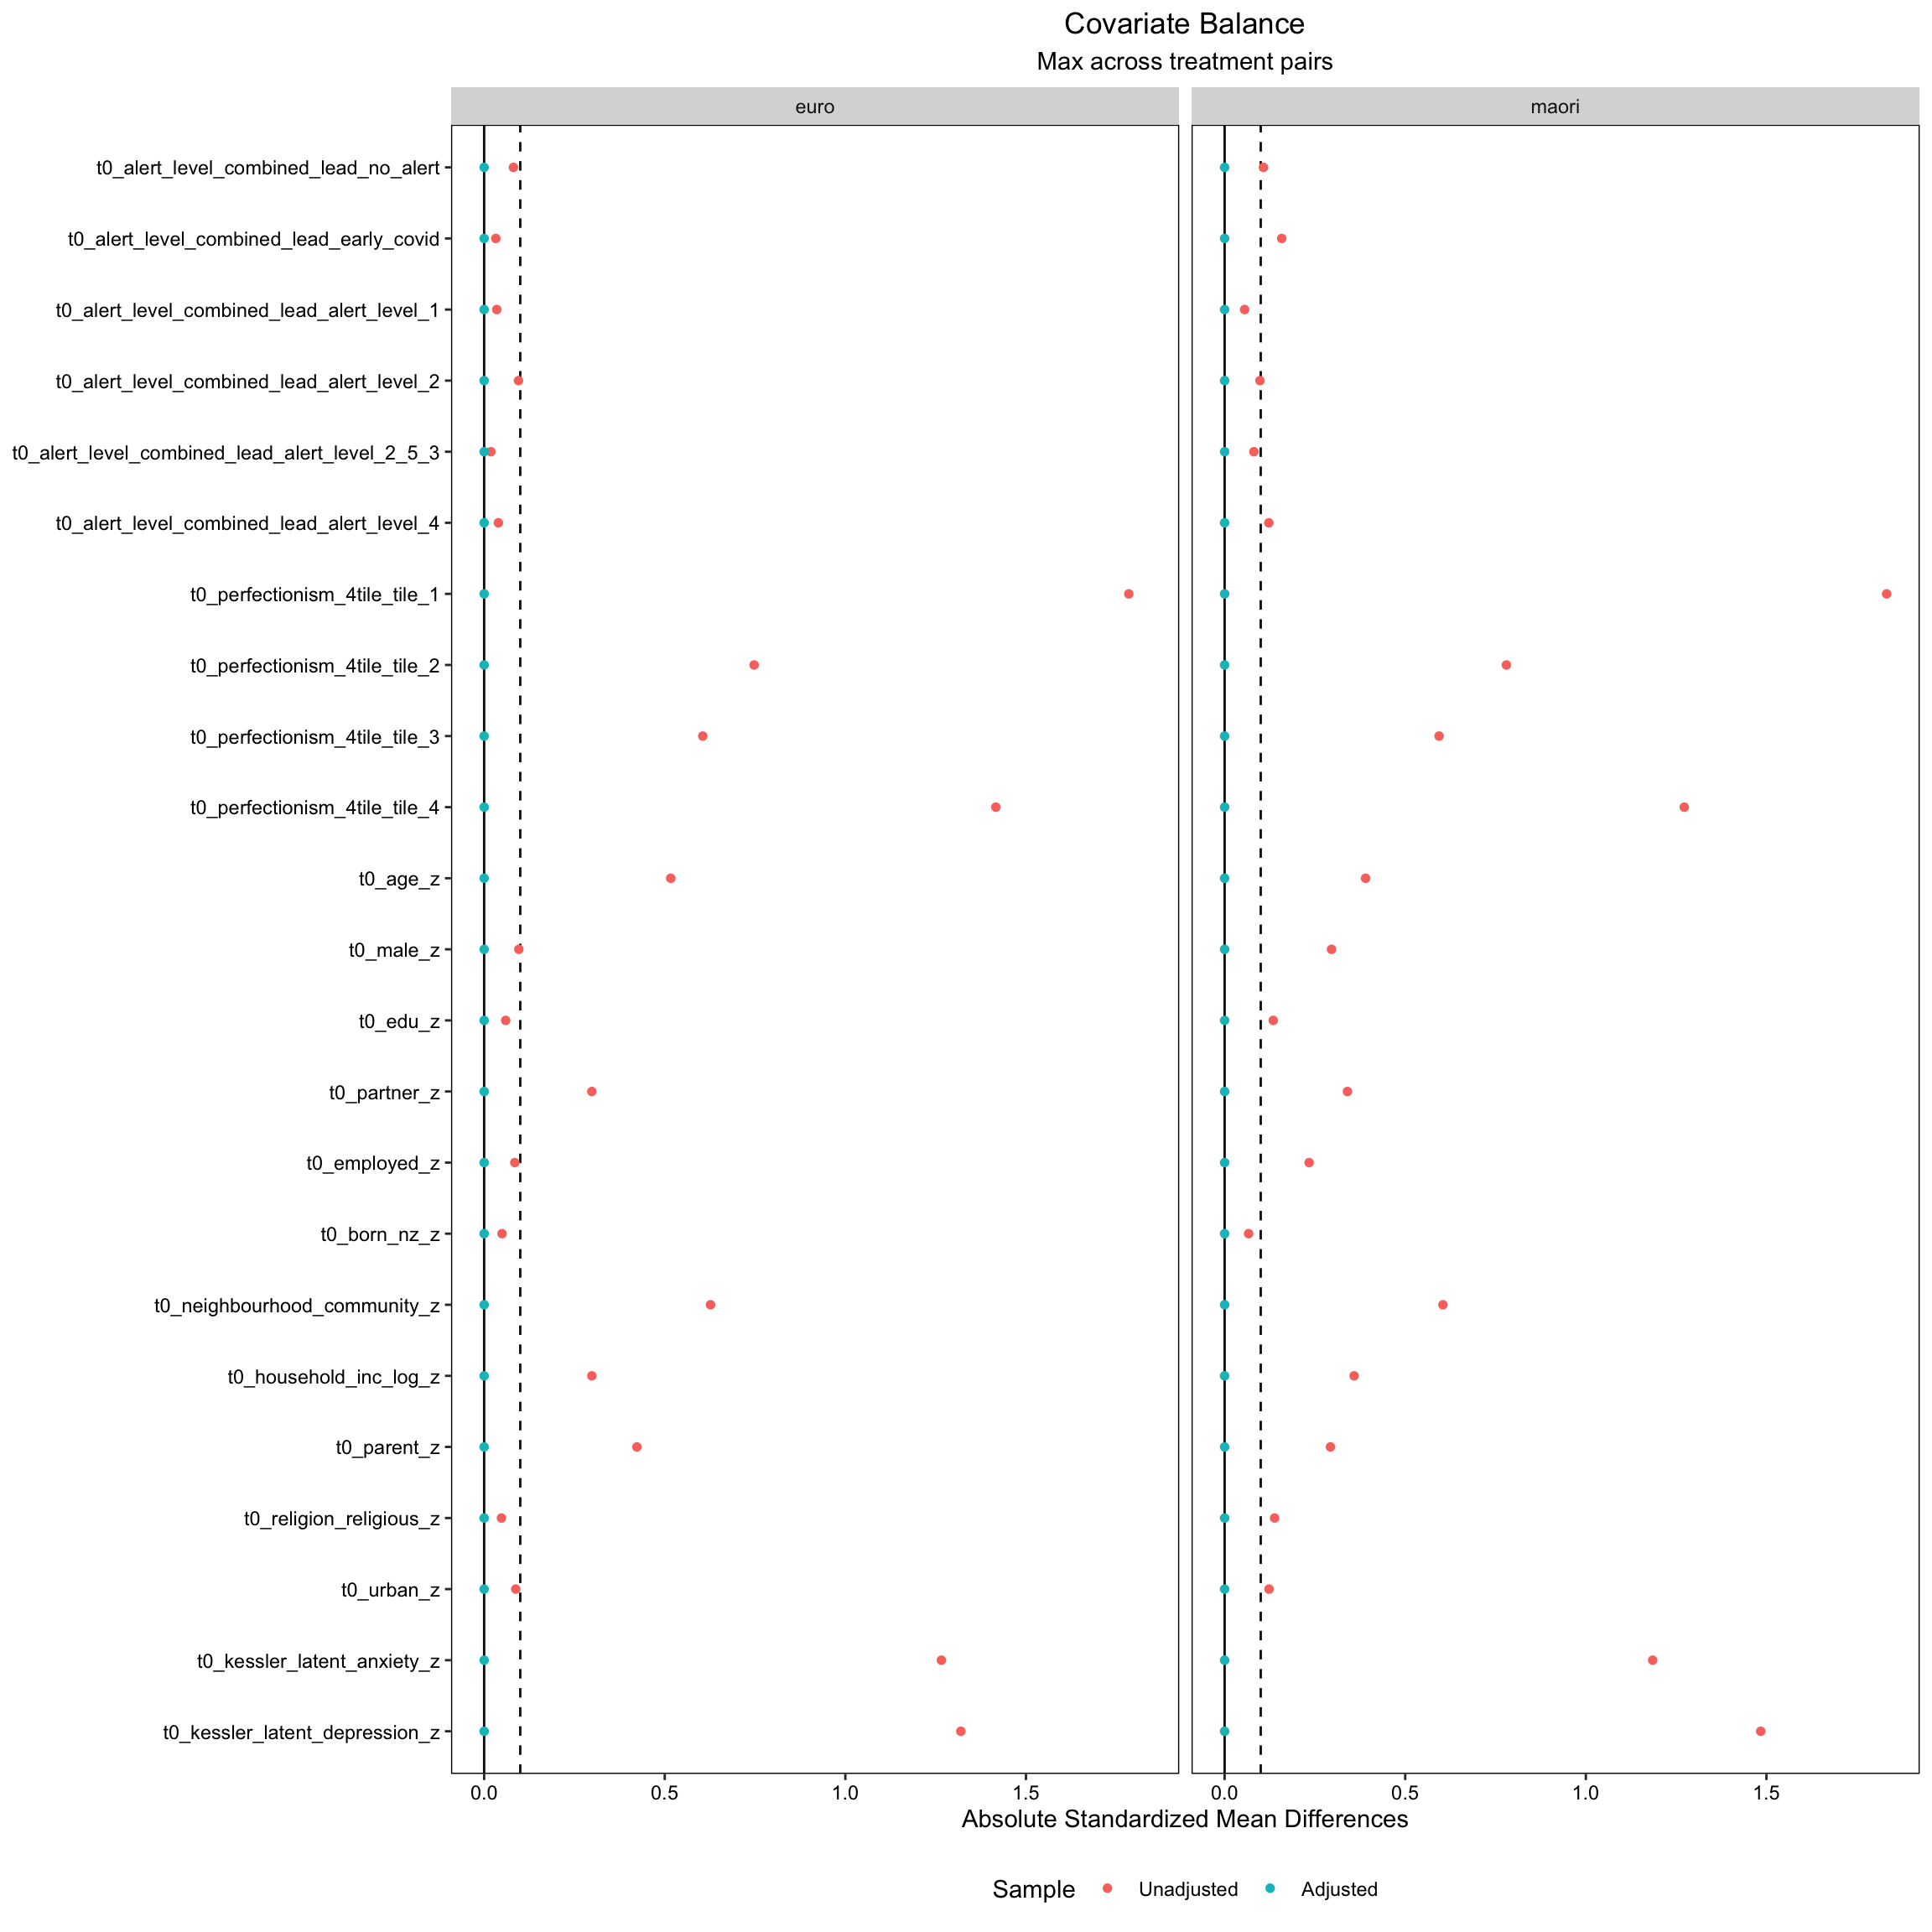 Covariate Balance
Max across treatment pairs
euro
maori
t0_alert_level_combined_lead_no_alert
t0_alert_level_combined_lead_early_covid
t0_alert_level_combined_lead_alert_level_1
t0_alert_level_combined_lead_alert_level_2
t0_alert_level_combined_lead_alert_level_2_5_3
t0_alert_level_combined_lead_alert_level_4
t0_perfectionism_4tile_tile_1
t0_perfectionism_4tile_tile_2
t0_perfectionism_4tile_tile_3
t0_perfectionism_4tile_tile_4
t0_age_z
t0_male_z
t0_edu_z
t0_partner_z
t0_employed_z
t0_born_nz_z
t0_neighbourhood_community_z
t0_household_inc_log_z
t0_parent_z
t0_religion_religious_z
t0_urban_z
t0_kessler_latent_anxiety_z
t0_kessler_latent_depression_z
0.0 0.5 1.0 1.5 0.0 0.5 1.0 1.5
Absolute Standardized Mean Differences
Sample Unadjusted Adjusted